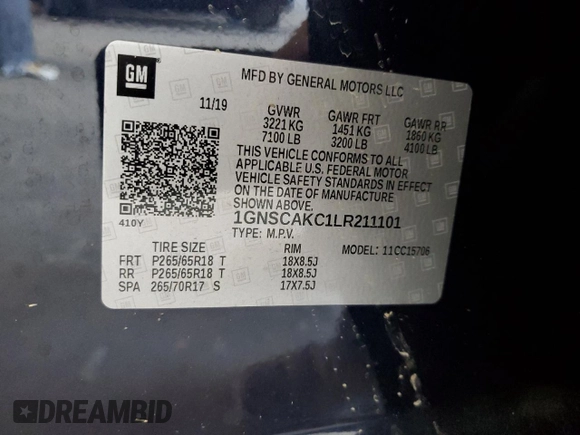 GM
MFD BY GENERAL MOTORS LLC
11/19
GVWR GAWR FRT GAWR RR
3221 KG 1451 KG 1860 KG
7100 LB 3200 LB 4100 LB
THIS VEHICLE CONFORMS TO ALL
APPLICABLE U.S. FEDERAL MOTOR
VEHICLE SAFETY STANDARDS IN EFFECT
ON THE DATE OF MANUFACTURE
SHOWN ABOVE.
410Y
1GNSCAKC1LR211101
TYPE: M.P.V. 11CC15706
TIRE SIZE RIM
FRT P265/65R18 T 18X8.5J
RR P265/65R18 T 18X8.5J
SPA 265/70R17 S 17X7.5J
DREAMBID